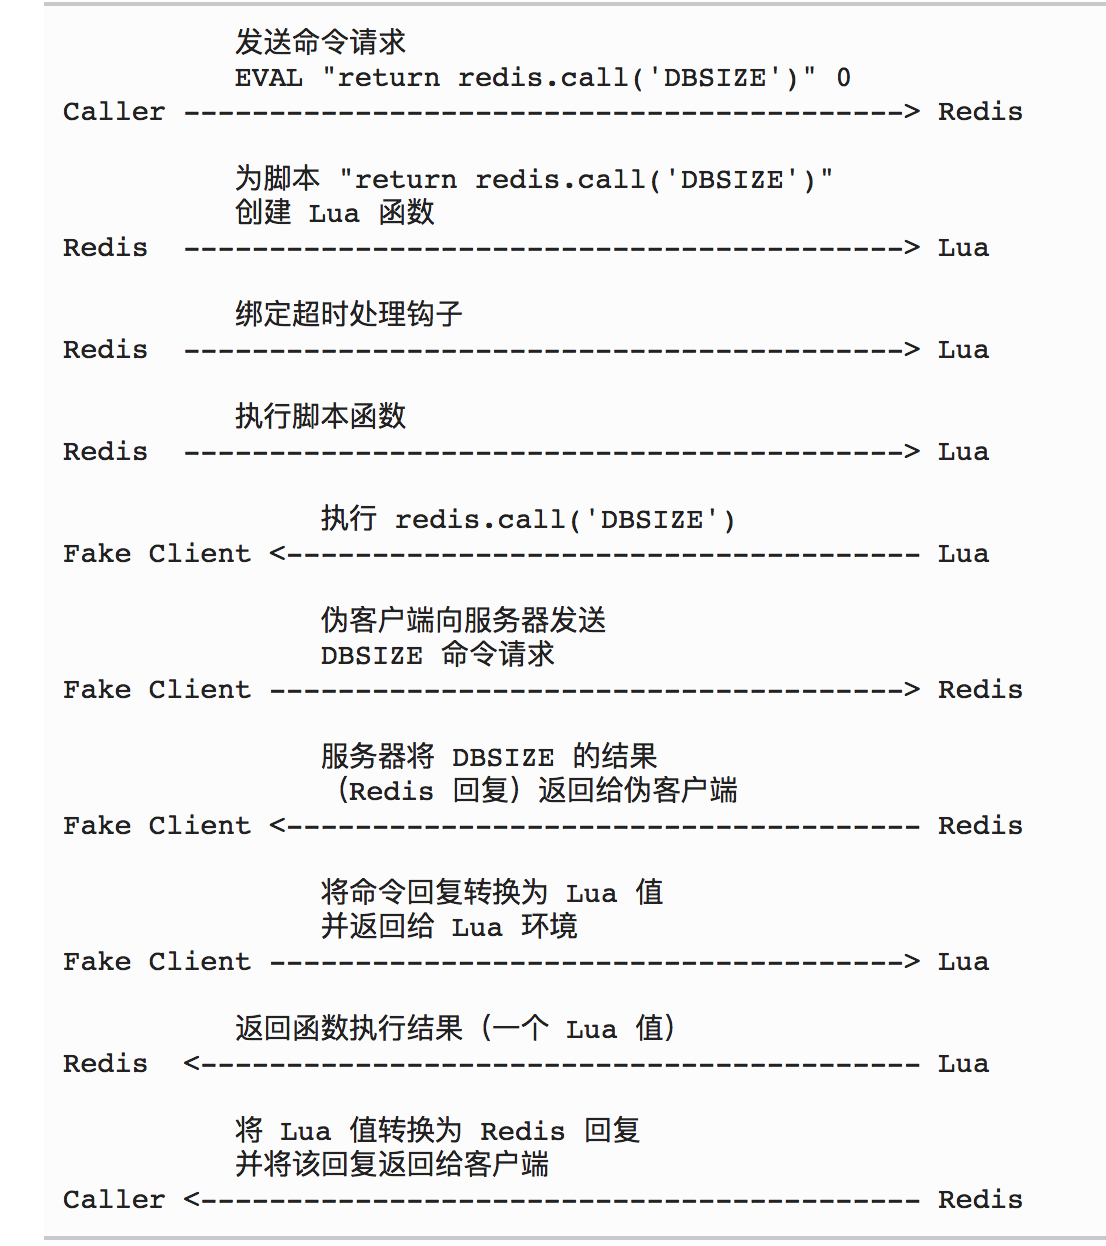 发送命令请求
EVAL "return redis.call('DBSIZE')" 0
Caller ------------------------------------------> Redis
为脚本 "return redis.call('DBSIZE')"
创建 Lua 函数
Redis  ------------------------------------------> Lua
绑定超时处理钩子
Redis  ------------------------------------------> Lua
执行脚本函数
Redis  ------------------------------------------> Lua
执行 redis.call('DBSIZE')
Fake Client <------------------------------------- Lua
伪客户端向服务器发送
DBSIZE 命令请求
Fake Client -------------------------------------> Redis
服务器将 DBSIZE 的结果
（Redis 回复）返回给伪客户端
Fake Client <------------------------------------- Redis
将命令回复转换为 Lua 值
并返回给 Lua 环境
Fake Client -------------------------------------> Lua
返回函数执行结果（一个 Lua 值）
Redis  <------------------------------------------ Lua
将 Lua 值转换为 Redis 回复
并将该回复返回给客户端
Caller <------------------------------------------ Redis